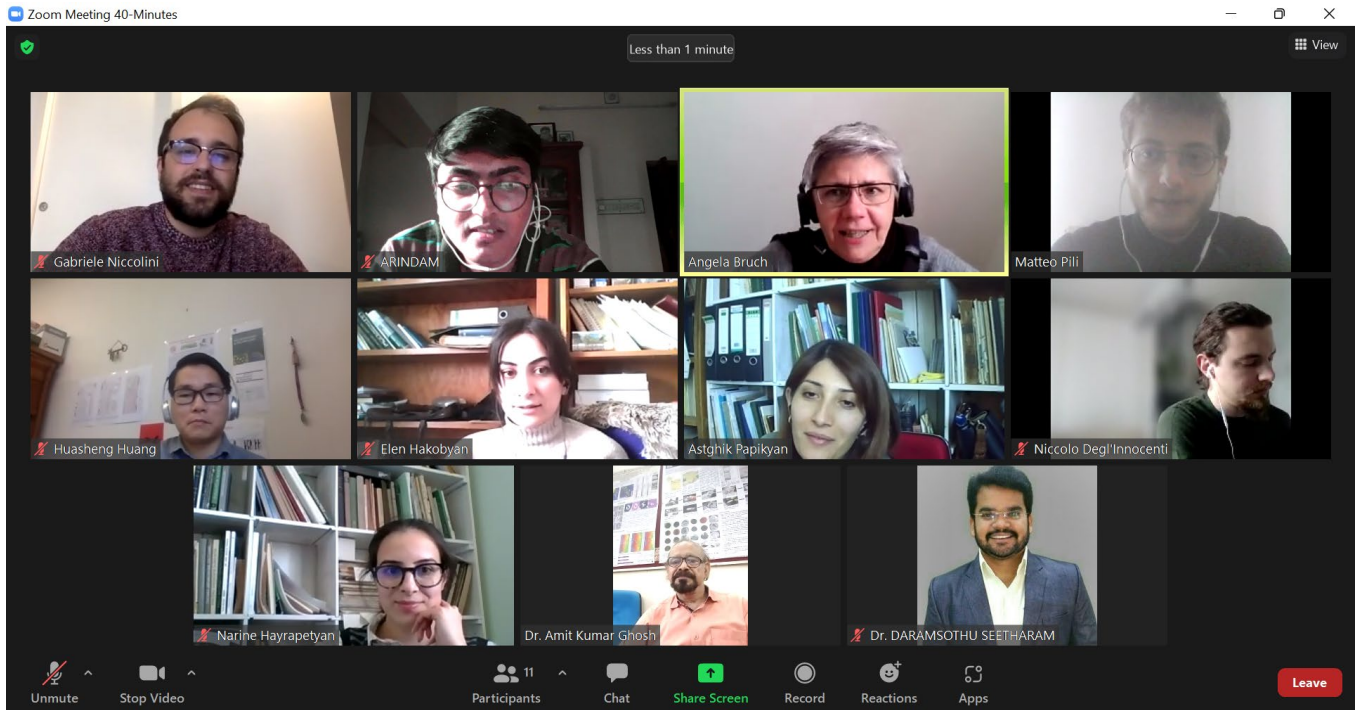 Zoom Meeting 40-Minutes
Less than 1 minute
View
Gabriele Niccolini
ARINDAM
Angela Bruch
Matteo Pili
Huasheng Huang
Elen Hakobyan
Astghik Papikyan
Niccolo Degl'Innocenti
Narine Hayrapetyan
Dr. Amit Kumar Ghosh
Dr. DARAMSOTHU SEETHARAM
11
Unmute
Stop Video
Participants
Chat
Share Screen
Record
Reactions
Apps
Leave